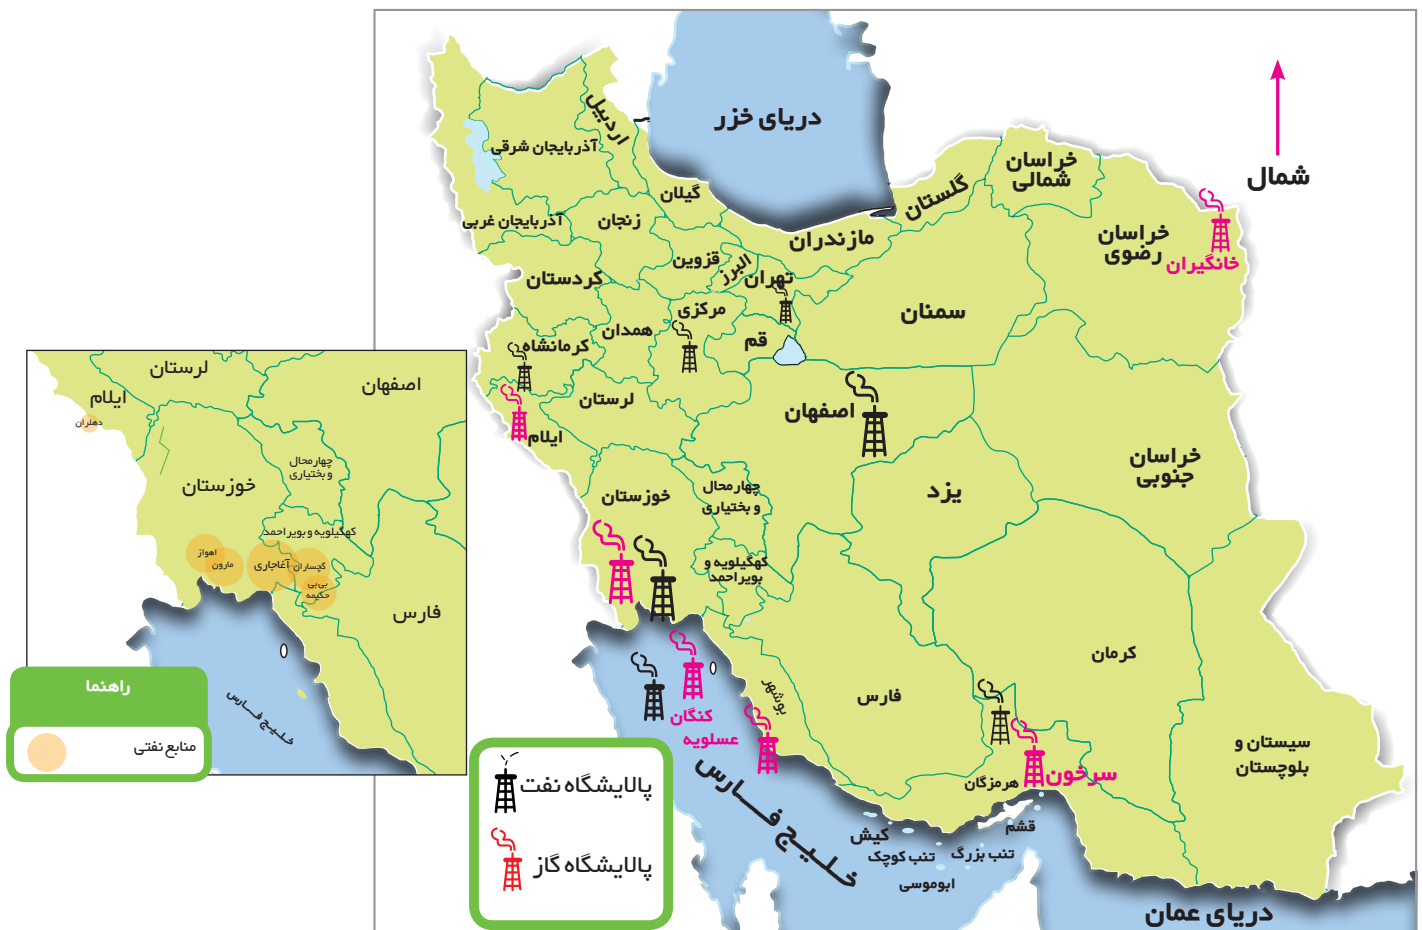 دریای خزر
شمال
اردبیل
آذربایجان شرقی
خراسان
شمالی
گلستان
گیلان
آذربایجان غربی
زنجان
مازندران
خراسان
رضوی
خانگیران
قزوین
البرز
تهران
کردستان
سمنان
مرکزی
همدان
قم
کرمانشاه
لرستان
اصفهان
ایلام
خراسان
جنوبی
یزد
خوزستان
چهارمحال
و بختیاری
کهگیلویه و
بویراحمد
کرمان
فارس
بوشهر
کنگان
عسلویه
سیستان و
بلوچستان
سرخون
هرمزگان
خلیج فارس
کیش
قشم
تنب کوچک
تنب بزرگ
ابوموسی
دریای عمان
پالایشگاه نفت
پالایشگاه گاز
لرستان
اصفهان
ایلام
دهلران
چهارمحال
و بختیاری
خوزستان
کهگیلویه و بویراحمد
اهواز
مارون
آغاجاری
گچساران
بی‌بی
حکیمه
فارس
خلیج فارس
راهنما
منابع نفتی